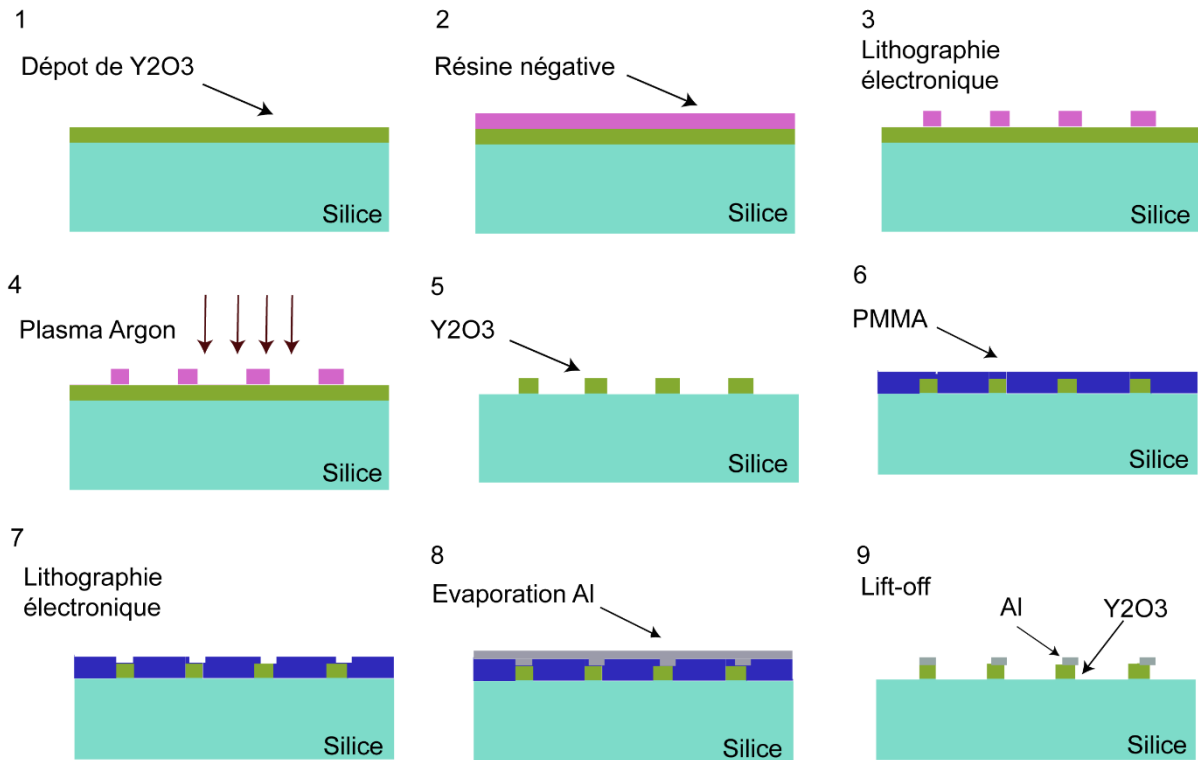 1
Dépot de Y2O3
Silice
2
Résine négative
Silice
3
Lithographie
électronique
Silice
4
Plasma Argon
Silice
5
Y2O3
Silice
6
PMMA
Silice
7
Lithographie
électronique
Silice
8
Evaporation Al
Silice
9
Lift-off
Al
Y2O3
Silice